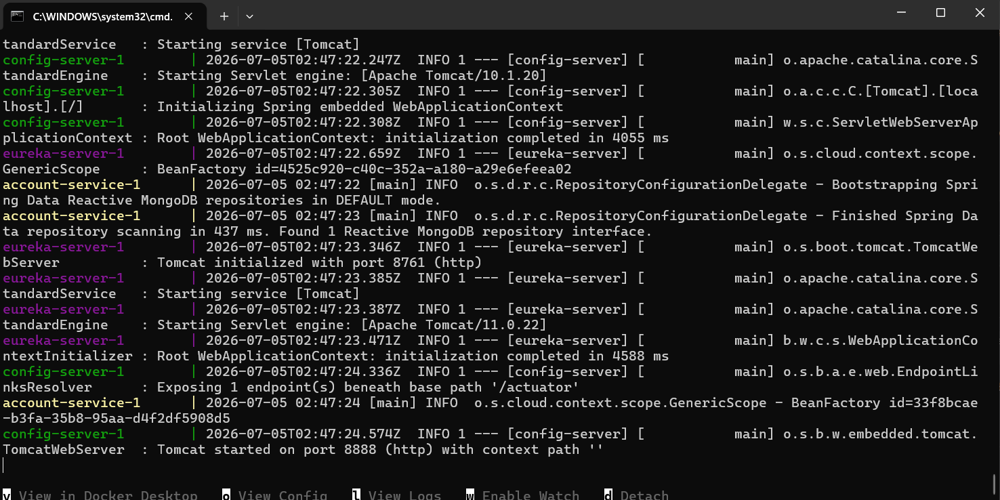 C:\WINDOWS\system32\cmd.
tandardService   : Starting service [Tomcat]
config-server-1        | 2026-07-05T02:47:22.247Z  INFO 1 --- [config-server] [           main] o.apache.catalina.core.S
tandardEngine    : Starting Servlet engine: [Apache Tomcat/10.1.20]
config-server-1        | 2026-07-05T02:47:22.305Z  INFO 1 --- [config-server] [           main] o.a.c.c.C.[Tomcat].[loca
lhost].[/]       : Initializing Spring embedded WebApplicationContext
config-server-1        | 2026-07-05T02:47:22.308Z  INFO 1 --- [config-server] [           main] w.s.c.ServletWebServerAp
plicationContext : Root WebApplicationContext: initialization completed in 4055 ms
eureka-server-1        | 2026-07-05T02:47:22.659Z  INFO 1 --- [eureka-server] [           main] o.s.cloud.context.scope.
GenericScope     : BeanFactory id=4525c920-c40c-352a-a180-a29e6efeea02
account-service-1      | 2026-07-05 02:47:22 [main] INFO  o.s.d.r.c.RepositoryConfigurationDelegate - Bootstrapping Spri
ng Data Reactive MongoDB repositories in DEFAULT mode.
account-service-1      | 2026-07-05 02:47:23 [main] INFO  o.s.d.r.c.RepositoryConfigurationDelegate - Finished Spring Da
ta repository scanning in 437 ms. Found 1 Reactive MongoDB repository interface.
eureka-server-1        | 2026-07-05T02:47:23.346Z  INFO 1 --- [eureka-server] [           main] o.s.boot.tomcat.TomcatWe
bServer          : Tomcat initialized with port 8761 (http)
eureka-server-1        | 2026-07-05T02:47:23.385Z  INFO 1 --- [eureka-server] [           main] o.apache.catalina.core.S
tandardService   : Starting service [Tomcat]
eureka-server-1        | 2026-07-05T02:47:23.387Z  INFO 1 --- [eureka-server] [           main] o.apache.catalina.core.S
tandardEngine    : Starting Servlet engine: [Apache Tomcat/11.0.22]
eureka-server-1        | 2026-07-05T02:47:23.471Z  INFO 1 --- [eureka-server] [           main] b.w.c.s.WebApplicationCo
ntextInitializer : Root WebApplicationContext: initialization completed in 4588 ms
config-server-1        | 2026-07-05T02:47:24.336Z  INFO 1 --- [config-server] [           main] o.s.b.a.e.web.EndpointLi
nksResolver      : Exposing 1 endpoint(s) beneath base path '/actuator'
account-service-1      | 2026-07-05 02:47:24 [main] INFO  o.s.cloud.context.scope.GenericScope - BeanFactory id=33f8bcae
-b3fa-35b8-95aa-d4f2df5908d5
config-server-1        | 2026-07-05T02:47:24.574Z  INFO 1 --- [config-server] [           main] o.s.b.w.embedded.tomcat.
TomcatWebServer  : Tomcat started on port 8888 (http) with context path ''
v View in Docker Desktop   o View Config   l View Logs   w Enable Watch   d Detach